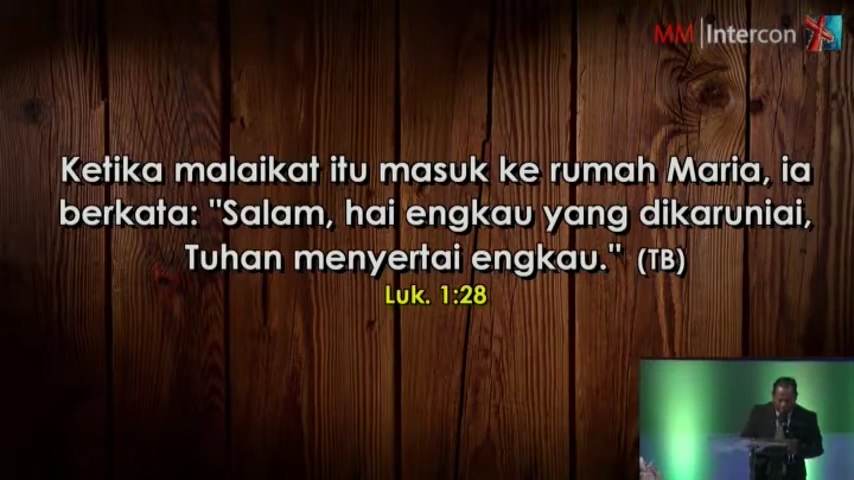 MM|Intercon
Ketika malaikat itu masuk ke rumah Maria, ia
berkata: "Salam, hai engkau yang dikaruniai,
Tuhan menyertai engkau." (TB)
Luk. 1:28